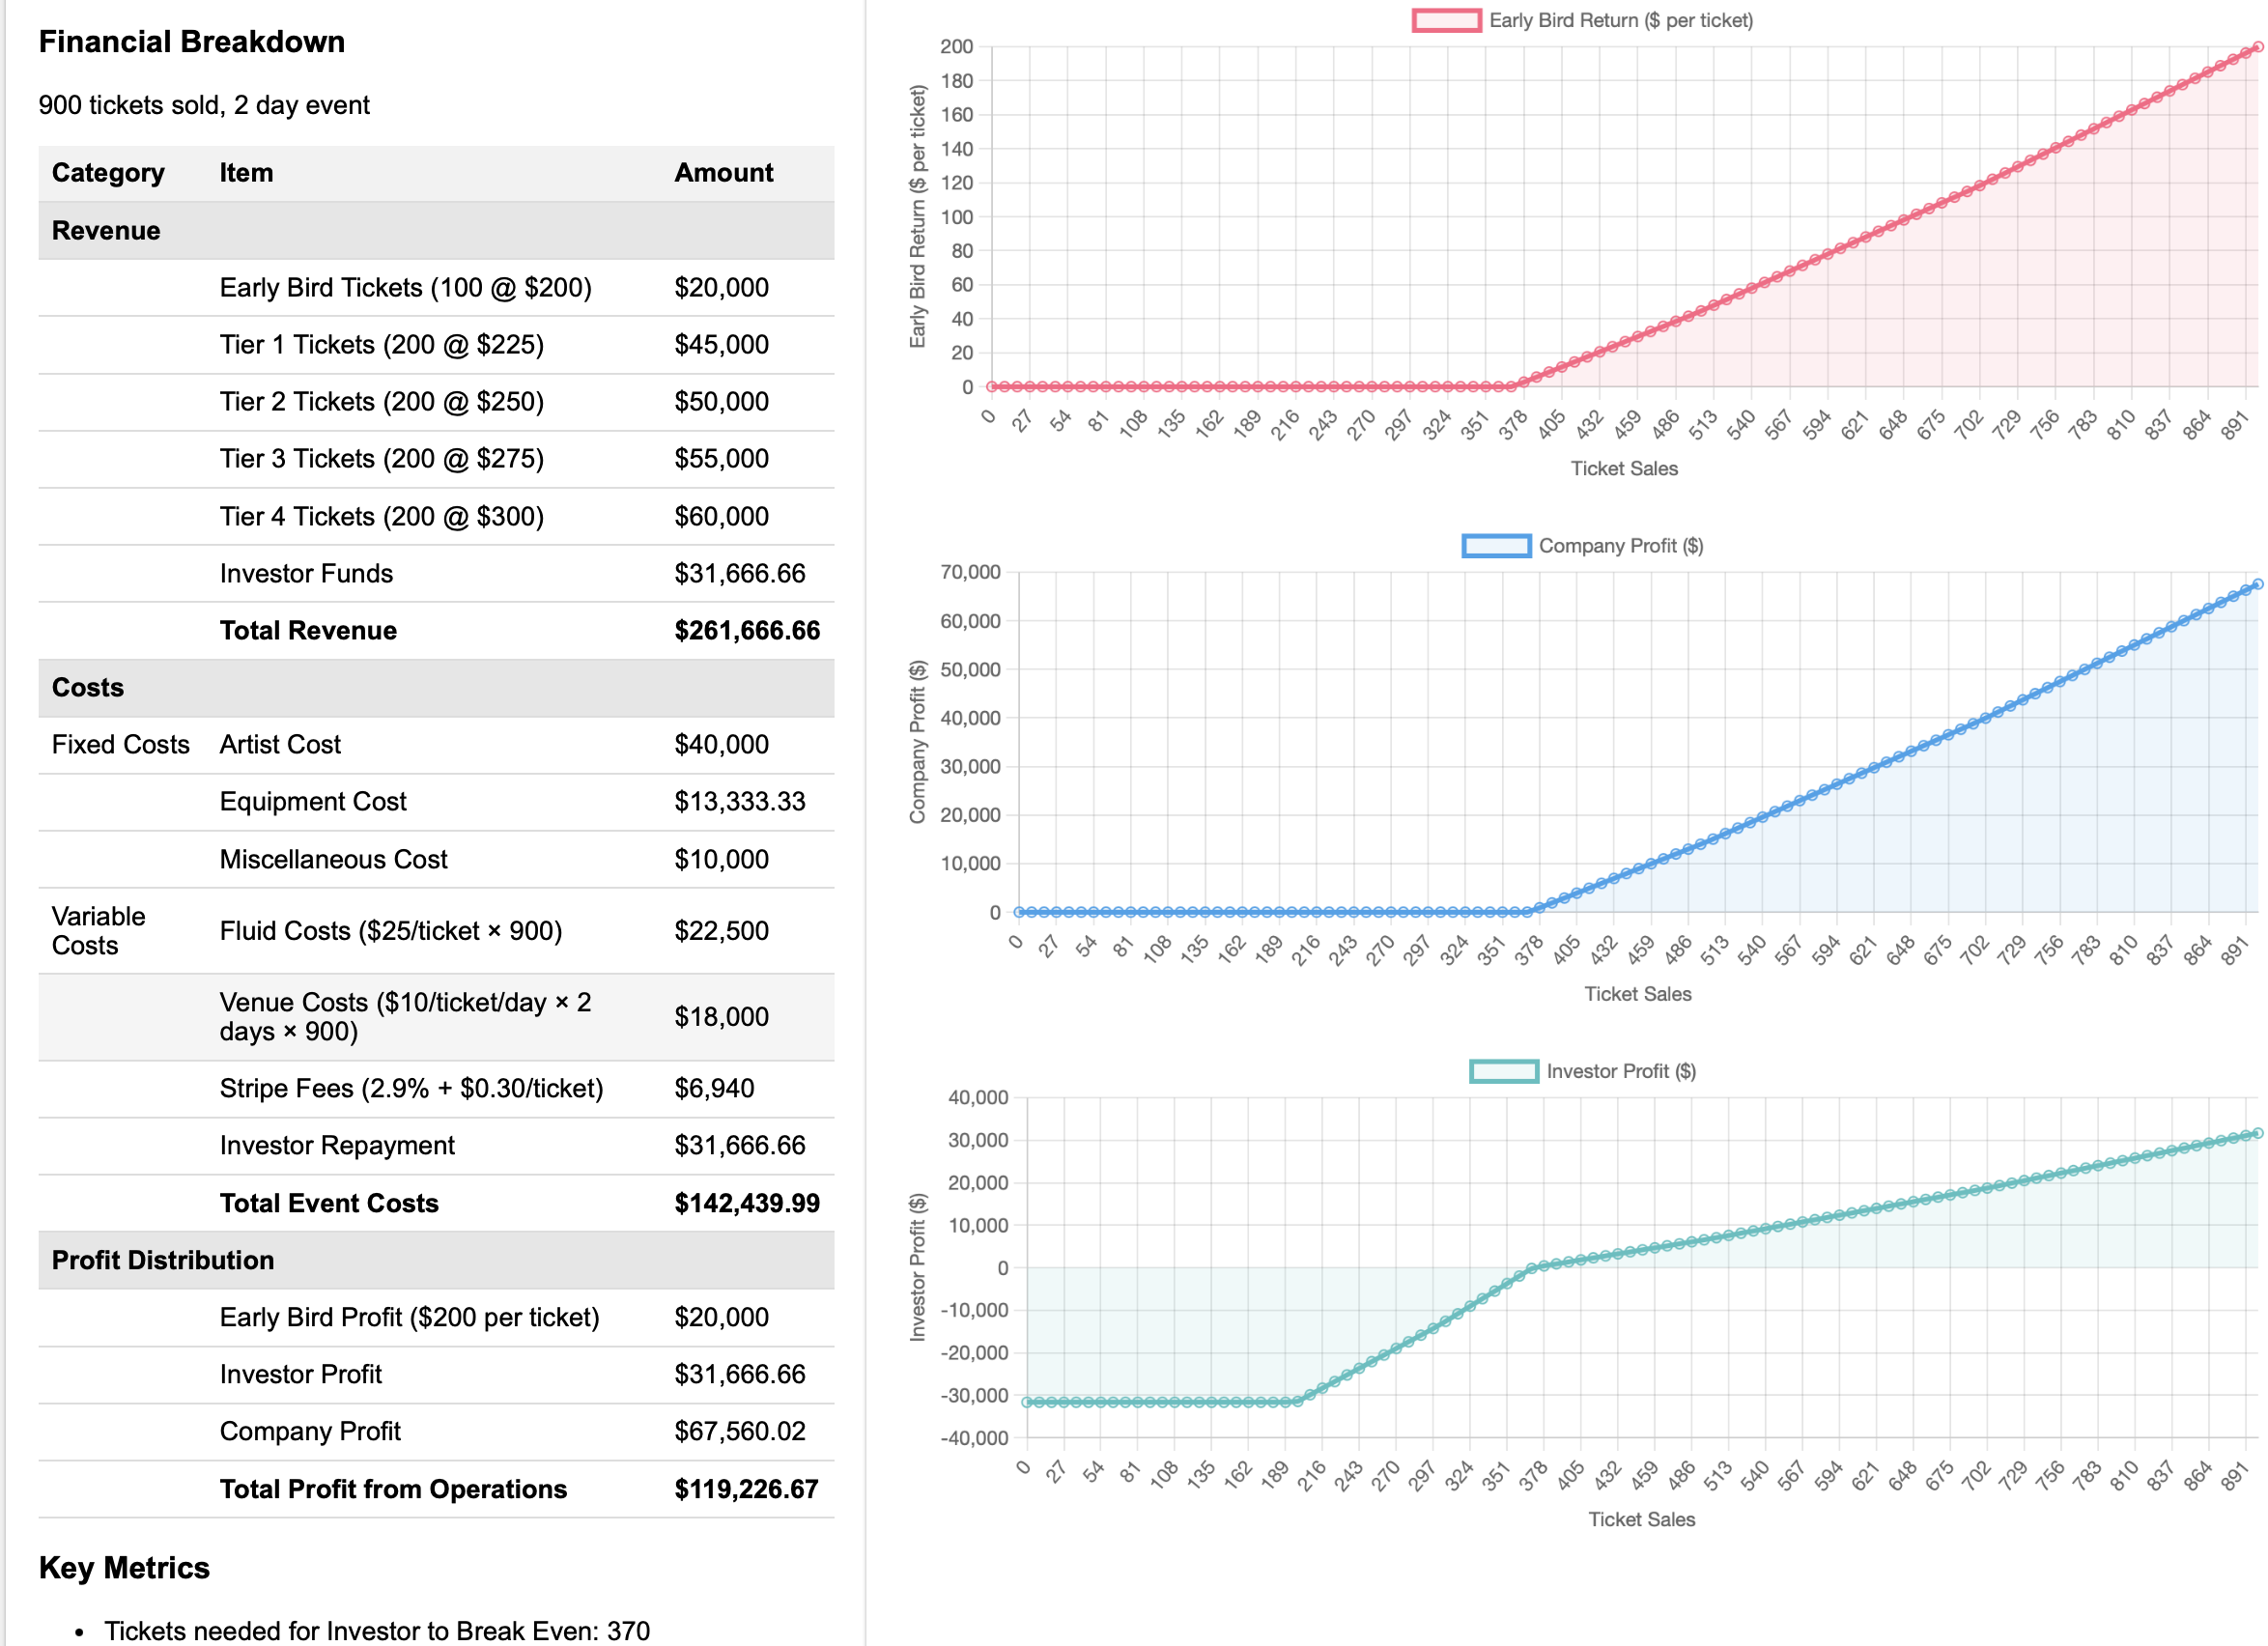 Financial Breakdown
900 tickets sold, 2 day event
Category Item Amount
Revenue
Early Bird Tickets (100 @ $200) $20,000
Tier 1 Tickets (200 @ $225) $45,000
Tier 2 Tickets (200 @ $250) $50,000
Tier 3 Tickets (200 @ $275) $55,000
Tier 4 Tickets (200 @ $300) $60,000
Investor Funds $31,666.66
Total Revenue $261,666.66
Costs
Fixed Costs Artist Cost $40,000
Equipment Cost $13,333.33
Miscellaneous Cost $10,000
Variable
Costs
Fluid Costs ($25/ticket × 900) $22,500
Venue Costs ($10/ticket/day × 2
days × 900)
$18,000
Stripe Fees (2.9% + $0.30/ticket) $6,940
Investor Repayment $31,666.66
Total Event Costs $142,439.99
Profit Distribution
Early Bird Profit ($200 per ticket) $20,000
Investor Profit $31,666.66
Company Profit $67,560.02
Total Profit from Operations $119,226.67
Key Metrics
• Tickets needed for Investor to Break Even: 370
Early Bird Return ($ per ticket)
Early Bird Return ($ per ticket)
200
180
160
140
120
100
80
60
40
20
0
0 27 54 81 108 135 162 189 216 243 270 297 324 351 378 405 432 459 486 513 540 567 594 621 648 675 702 729 756 783 810 837 864 891
Ticket Sales
Company Profit ($)
Company Profit ($)
70,000
60,000
50,000
40,000
30,000
20,000
10,000
0
0 27 54 81 108 135 162 189 216 243 270 297 324 351 378 405 432 459 486 513 540 567 594 621 648 675 702 729 756 783 810 837 864 891
Ticket Sales
Investor Profit ($)
Investor Profit ($)
40,000
30,000
20,000
10,000
0
-10,000
-20,000
-30,000
-40,000
0 27 54 81 108 135 162 189 216 243 270 297 324 351 378 405 432 459 486 513 540 567 594 621 648 675 702 729 756 783 810 837 864 891
Ticket Sales